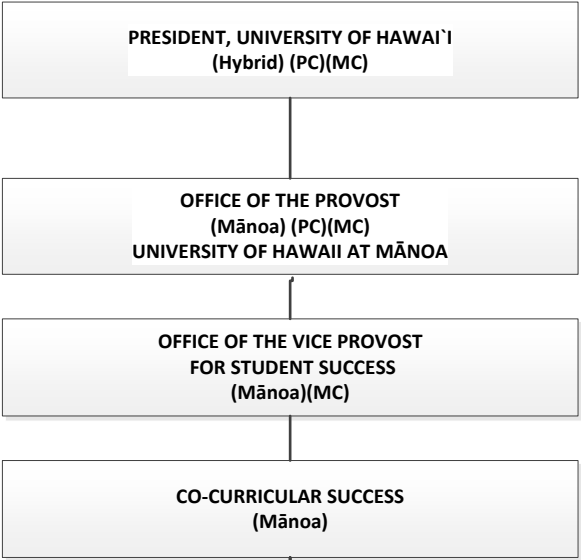 PRESIDENT, UNIVERSITY OF HAWAI`I
(Hybrid) (PC)(MC)
OFFICE OF THE PROVOST
(Mānoa) (PC)(MC)
UNIVERSITY OF HAWAII AT MĀNOA
OFFICE OF THE VICE PROVOST
FOR STUDENT SUCCESS
(Mānoa)(MC)
CO-CURRICULAR SUCCESS
(Mānoa)